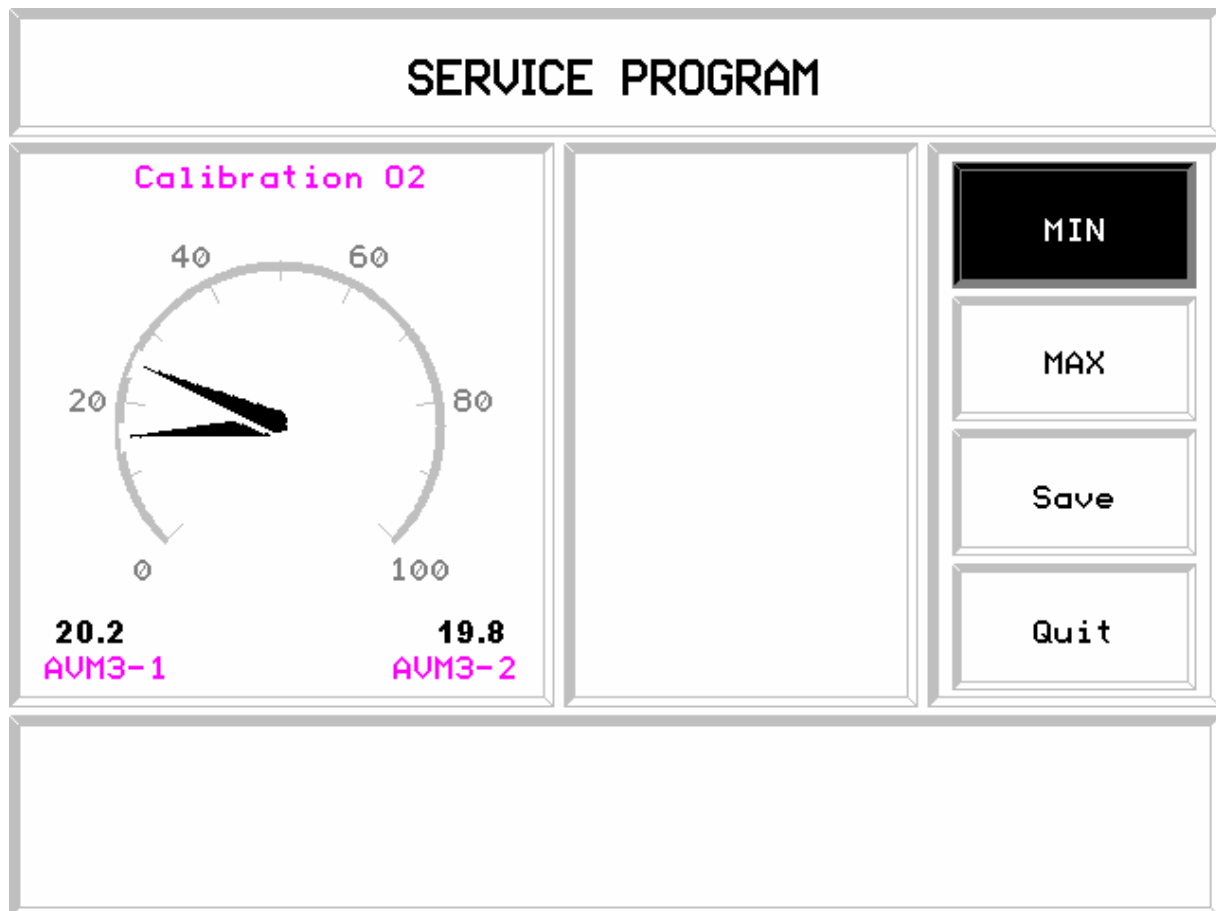 SERVICE PROGRAM
Calibration O2
40 60
20 80
0 100
20.2 19.8
AVM3-1 AVM3-2
MIN
MAX
Save
Quit